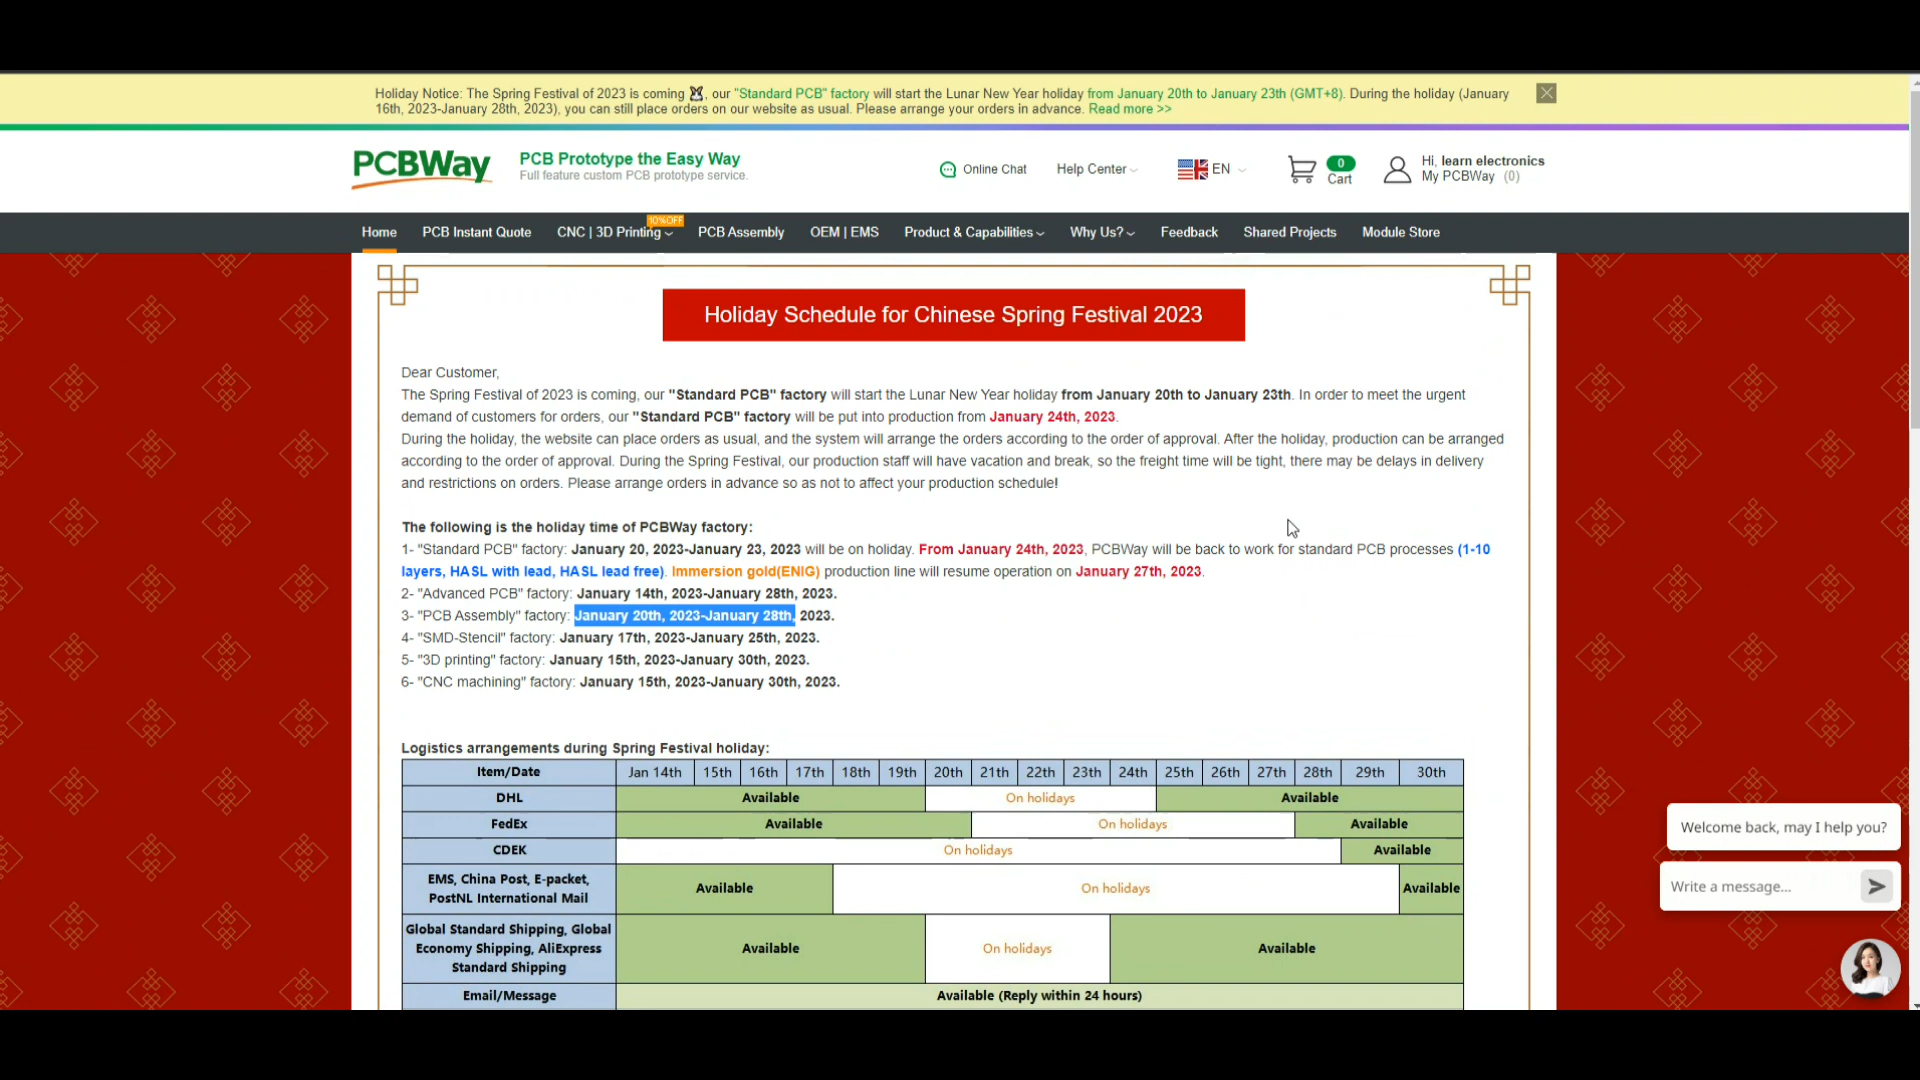 Holiday Notice: The Spring Festival of 2023 is coming , our "Standard PCB" factory will start the Lunar New Year holiday from January 20th to January 23th (GMT+8). During the holiday (January
16th, 2023-January 28th, 2023), you can still place orders on our website as usual. Please arrange your orders in advance. Read more >>
PCBWay
PCB Prototype the Easy Way
Full feature custom PCB prototype service.
Online Chat
Help Center
EN
0
Cart
Hi, learn electronics
My PCBWay (0)
10%OFF
Home PCB Instant Quote CNC | 3D Printing PCB Assembly OEM | EMS Product & Capabilities Why Us? Feedback Shared Projects Module Store
Holiday Schedule for Chinese Spring Festival 2023
Dear Customer,
The Spring Festival of 2023 is coming, our "Standard PCB" factory will start the Lunar New Year holiday from January 20th to January 23th. In order to meet the urgent
demand of customers for orders, our "Standard PCB" factory will be put into production from January 24th, 2023.
During the holiday, the website can place orders as usual, and the system will arrange the orders according to the order of approval. After the holiday, production can be arranged
according to the order of approval. During the Spring Festival, our production staff will have vacation and break, so the freight time will be tight, there may be delays in delivery
and restrictions on orders. Please arrange orders in advance so as not to affect your production schedule!
The following is the holiday time of PCBWay factory:
1- "Standard PCB" factory: January 20, 2023-January 23, 2023 will be on holiday. From January 24th, 2023, PCBWay will be back to work for standard PCB processes (1-10
layers, HASL with lead, HASL lead free). Immersion gold(ENIG) production line will resume operation on January 27th, 2023.
2- "Advanced PCB" factory: January 14th, 2023-January 28th, 2023.
3- "PCB Assembly" factory: January 20th, 2023-January 28th, 2023.
4- "SMD-Stencil" factory: January 17th, 2023-January 25th, 2023.
5- "3D printing" factory: January 15th, 2023-January 30th, 2023.
6- "CNC machining" factory: January 15th, 2023-January 30th, 2023.
Logistics arrangements during Spring Festival holiday:
Item/Date Jan 14th 15th 16th 17th 18th 19th 20th 21th 22th 23th 24th 25th 26th 27th 28th 29th 30th
DHL Available On holidays Available
FedEx Available On holidays Available
CDEK On holidays Available
EMS, China Post, E-packet,
PostNL International Mail
Available On holidays Available
Global Standard Shipping, Global
Economy Shipping, AliExpress
Standard Shipping
Available On holidays Available
Email/Message Available (Reply within 24 hours)
Welcome back, may I help you?
Write a message...